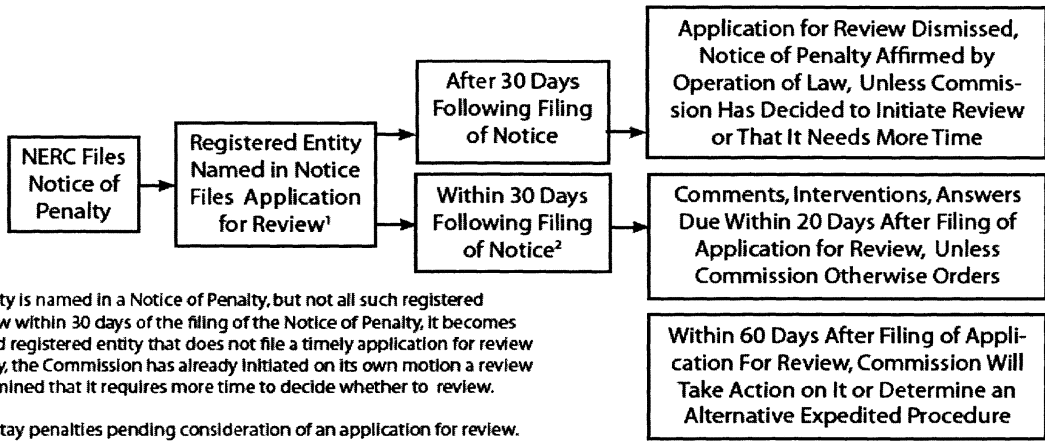 NERC Files
Notice of
Penalty
Registered Entity
Named in Notice
Files Application
for Review¹
After 30 Days
Following Filing
of Notice
Within 30 Days
Following Filing
of Notice²
Application for Review Dismissed,
Notice of Penalty Affirmed by
Operation of Law, Unless Commis-
sion Has Decided to Initiate Review
or That It Needs More Time
Comments, Interventions, Answers
Due Within 20 Days After Filing of
Application for Review, Unless
Commission Otherwise Orders
Within 60 Days After Filing of Appli-
cation For Review, Commission Will
Take Action on It or Determine an
Alternative Expedited Procedure
ty is named in a Notice of Penalty, but not all such registered
w within 30 days of the filing of the Notice of Penalty, it becomes
d registered entity that does not file a timely application for review
y, the Commission has already initiated on its own motion a review
mined that it requires more time to decide whether to review.
tay penalties pending consideration of an application for review.